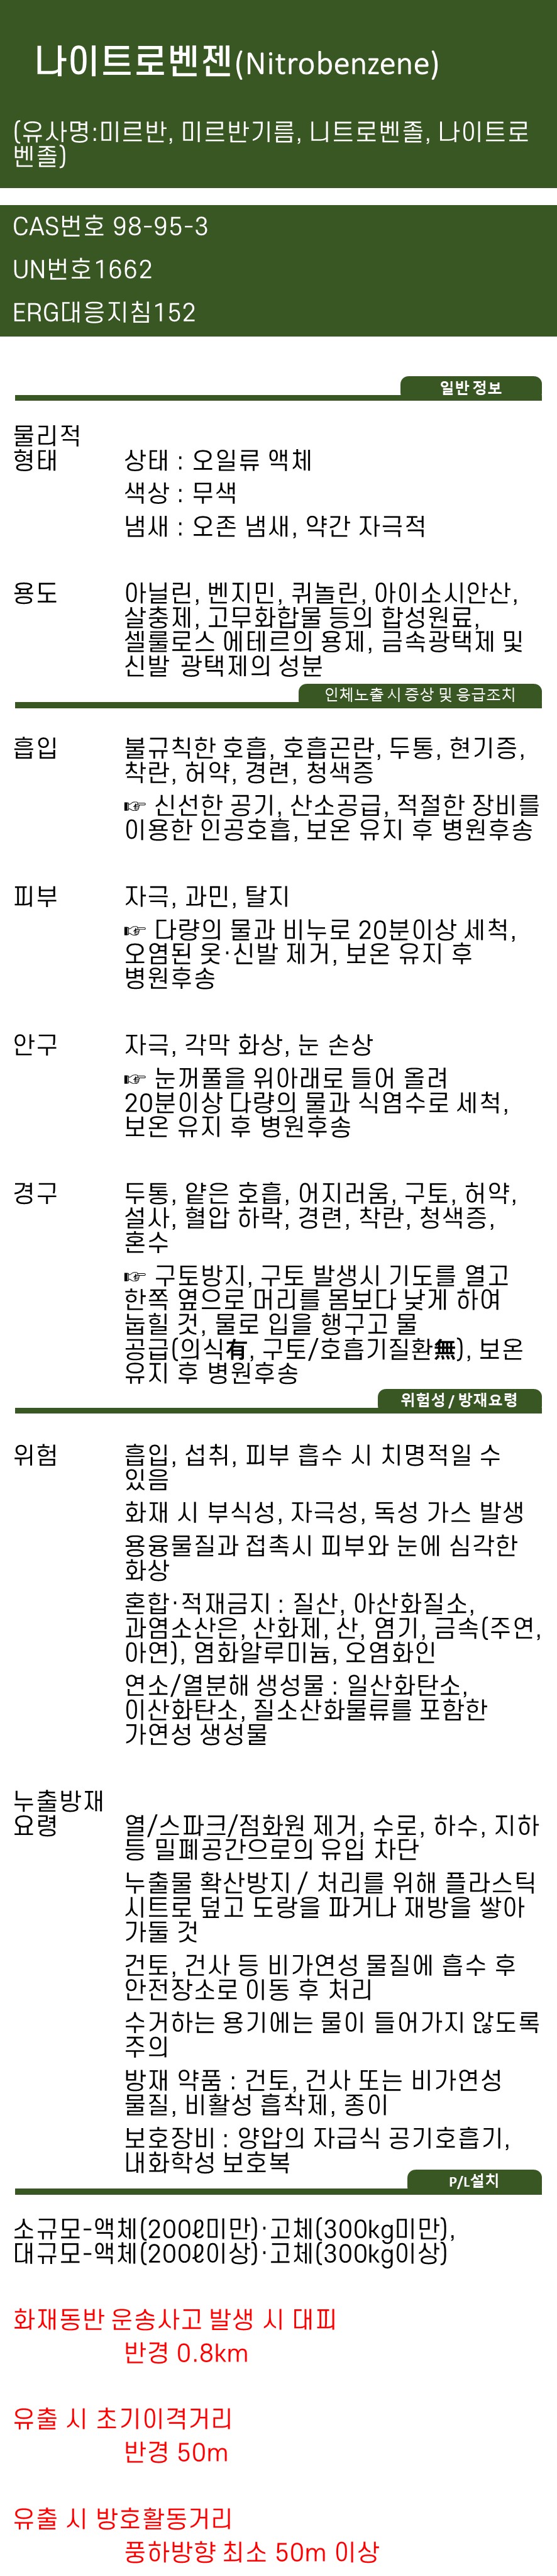 나이트로벤젠(Nitrobenzene)
(유사명:미르반, 미르반기름, 니트로벤졸, 나이트로
벤졸)
CAS번호 98-95-3
UN번호1662
ERG대응지침152
일반 정보
물리적
형태 상태 : 오일류 액체
색상 : 무색
냄새 : 오존 냄새, 약간 자극적
용도 아닐린, 벤지민, 퀴놀린, 아이소시안산,
살충제, 고무화합물 등의 합성원료,
셀룰로스 에테르의 용제, 금속광택제 및
신발 광택제의 성분
인체노출 시 증상 및 응급조치
흡입 불규칙한 호흡, 호흡곤란, 두통, 현기증,
착란, 허약, 경련, 청색증
☞ 신선한 공기, 산소공급, 적절한 장비를
이용한 인공호흡, 보온 유지 후 병원후송
피부 자극, 과민, 탈지
☞ 다량의 물과 비누로 20분이상 세척,
오염된 옷·신발 제거, 보온 유지 후
병원후송
안구 자극, 각막 화상, 눈 손상
☞ 눈꺼풀을 위아래로 들어 올려
20분이상 다량의 물과 식염수로 세척,
보온 유지 후 병원후송
경구 두통, 얕은 호흡, 어지러움, 구토, 허약,
설사, 혈압 하락, 경련, 착란, 청색증,
혼수
☞ 구토방지, 구토 발생시 기도를 열고
한쪽 옆으로 머리를 몸보다 낮게 하여
눕힐 것, 물로 입을 행구고 물
공급(의식有, 구토/호흡기질환無), 보온
유지 후 병원후송
위험성 / 방재요령
위험 흡입, 섭취, 피부 흡수 시 치명적일 수
있음
화재 시 부식성, 자극성, 독성 가스 발생
용융물질과 접촉시 피부와 눈에 심각한
화상
혼합·적재금지 : 질산, 아산화질소,
과염소산은, 산화제, 산, 염기, 금속(주연,
아연), 염화알루미늄, 오염화인
연소/열분해 생성물 : 일산화탄소,
이산화탄소, 질소산화물류를 포함한
가연성 생성물
누출방재
요령 열/스파크/점화원 제거, 수로, 하수, 지하
등 밀폐공간으로의 유입 차단
누출물 확산방지 / 처리를 위해 플라스틱
시트로 덮고 도랑을 파거나 재방을 쌓아
가둘 것
건토, 건사 등 비가연성 물질에 흡수 후
안전장소로 이동 후 처리
수거하는 용기에는 물이 들어가지 않도록
주의
방재 약품 : 건토, 건사 또는 비가연성
물질, 비활성 흡착제, 종이
보호장비 : 양압의 자급식 공기호흡기,
내화학성 보호복
P/L설치
소규모-액체(200ℓ미만)·고체(300kg미만),
대규모-액체(200ℓ이상)·고체(300kg이상)
화재동반 운송사고 발생 시 대피
반경 0.8km
유출 시 초기이격거리
반경 50m
유출 시 방호활동거리
풍하방향 최소 50m 이상